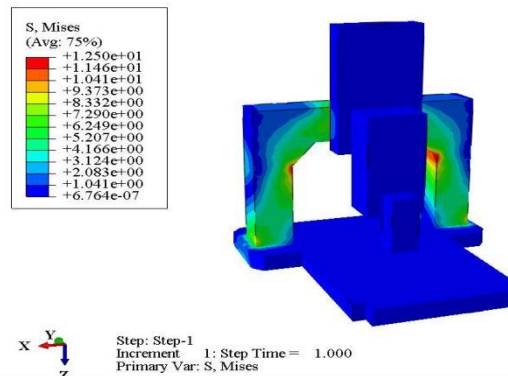 S, Mises
(Avg: 75%)
+1.250e+01
+1.146e+01
+1.041e+01
+9.373e+00
+8.332e+00
+7.290e+00
+6.249e+00
+5.207e+00
+4.166e+00
+3.124e+00
+2.083e+00
+1.041e+00
+6.764e-07
Y
X
Z
Step: Step-1
Increment 1: Step Time = 1.000
Primary Var: S, Mises